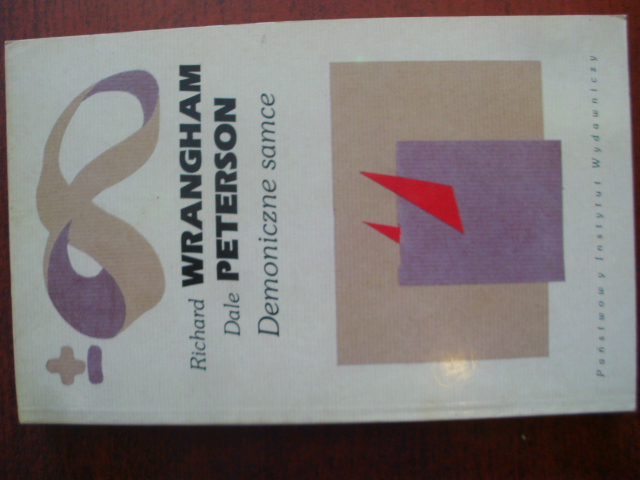 Richard WRANGHAM
Dale PETERSON
Demoniczne samce
Państwowy Instytut Wydawniczy